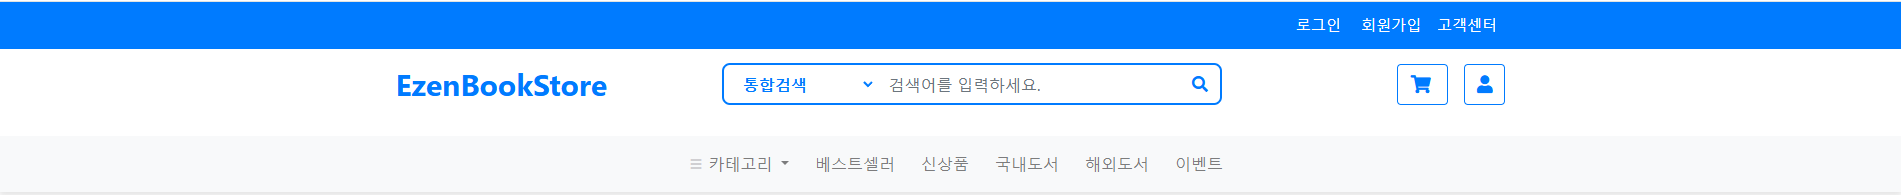 로그인 회원가입 고객센터
EzenBookStore 통합검색 검색어를 입력하세요.
카테고리 베스트셀러 신상품 국내도서 해외도서 이벤트